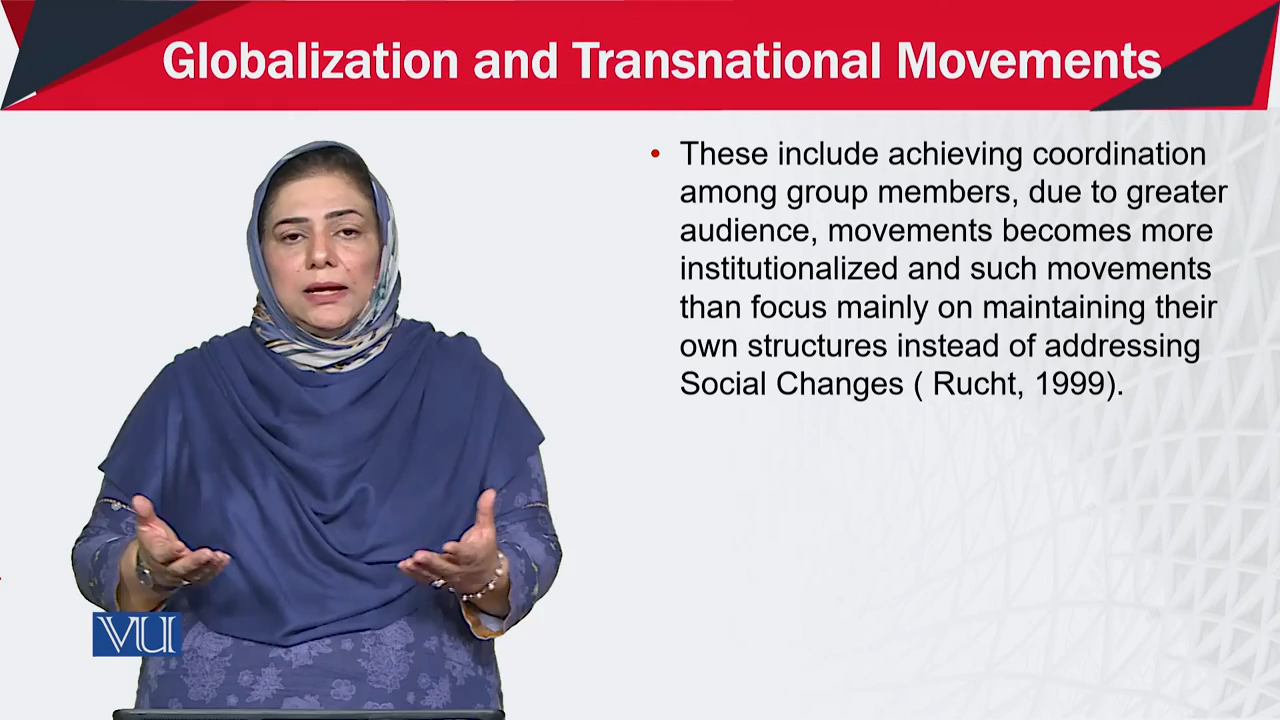 Globalization and Transnational Movements
• These include achieving coordination
among group members, due to greater
audience, movements becomes more
institutionalized and such movements
than focus mainly on maintaining their
own structures instead of addressing
Social Changes ( Rucht, 1999).
VU